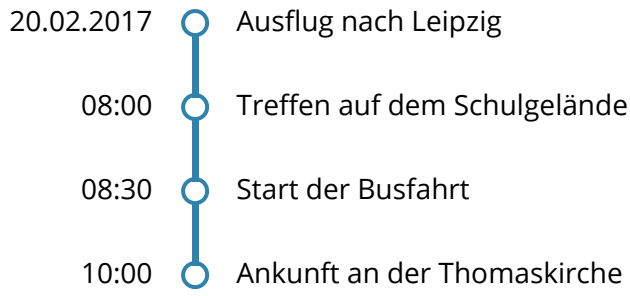 20.02.2017 Ausflug nach Leipzig
08:00 Treffen auf dem Schulgelände
08:30 Start der Busfahrt
10:00 Ankunft an der Thomaskirche